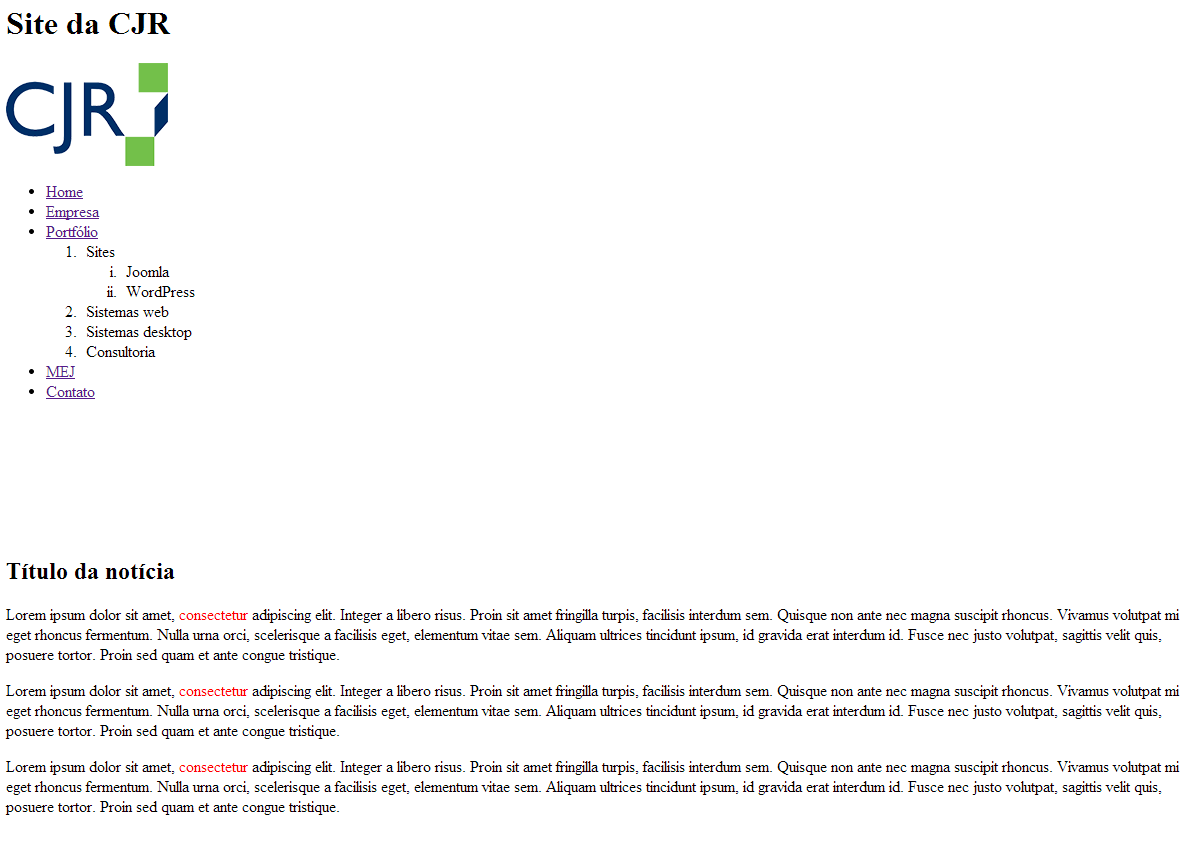 Site da CJR
CJR
• Home
• Empresa
• Portfólio
1. Sites
i. Joomla
ii. WordPress
2. Sistemas web
3. Sistemas desktop
4. Consultoria
• MEJ
• Contato
Título da notícia
Lorem ipsum dolor sit amet, consectetur adipiscing elit. Integer a libero risus. Proin sit amet fringilla turpis, facilisis interdum sem. Quisque non ante nec magna suscipit rhoncus. Vivamus volutpat mi
eget rhoncus fermentum. Nulla urna orci, scelerisque a facilisis eget, elementum vitae sem. Aliquam ultrices tincidunt ipsum, id gravida erat interdum id. Fusce nec justo volutpat, sagittis velit quis,
posuere tortor. Proin sed quam et ante congue tristique.
Lorem ipsum dolor sit amet, consectetur adipiscing elit. Integer a libero risus. Proin sit amet fringilla turpis, facilisis interdum sem. Quisque non ante nec magna suscipit rhoncus. Vivamus volutpat mi
eget rhoncus fermentum. Nulla urna orci, scelerisque a facilisis eget, elementum vitae sem. Aliquam ultrices tincidunt ipsum, id gravida erat interdum id. Fusce nec justo volutpat, sagittis velit quis,
posuere tortor. Proin sed quam et ante congue tristique.
Lorem ipsum dolor sit amet, consectetur adipiscing elit. Integer a libero risus. Proin sit amet fringilla turpis, facilisis interdum sem. Quisque non ante nec magna suscipit rhoncus. Vivamus volutpat mi
eget rhoncus fermentum. Nulla urna orci, scelerisque a facilisis eget, elementum vitae sem. Aliquam ultrices tincidunt ipsum, id gravida erat interdum id. Fusce nec justo volutpat, sagittis velit quis,
posuere tortor. Proin sed quam et ante congue tristique.